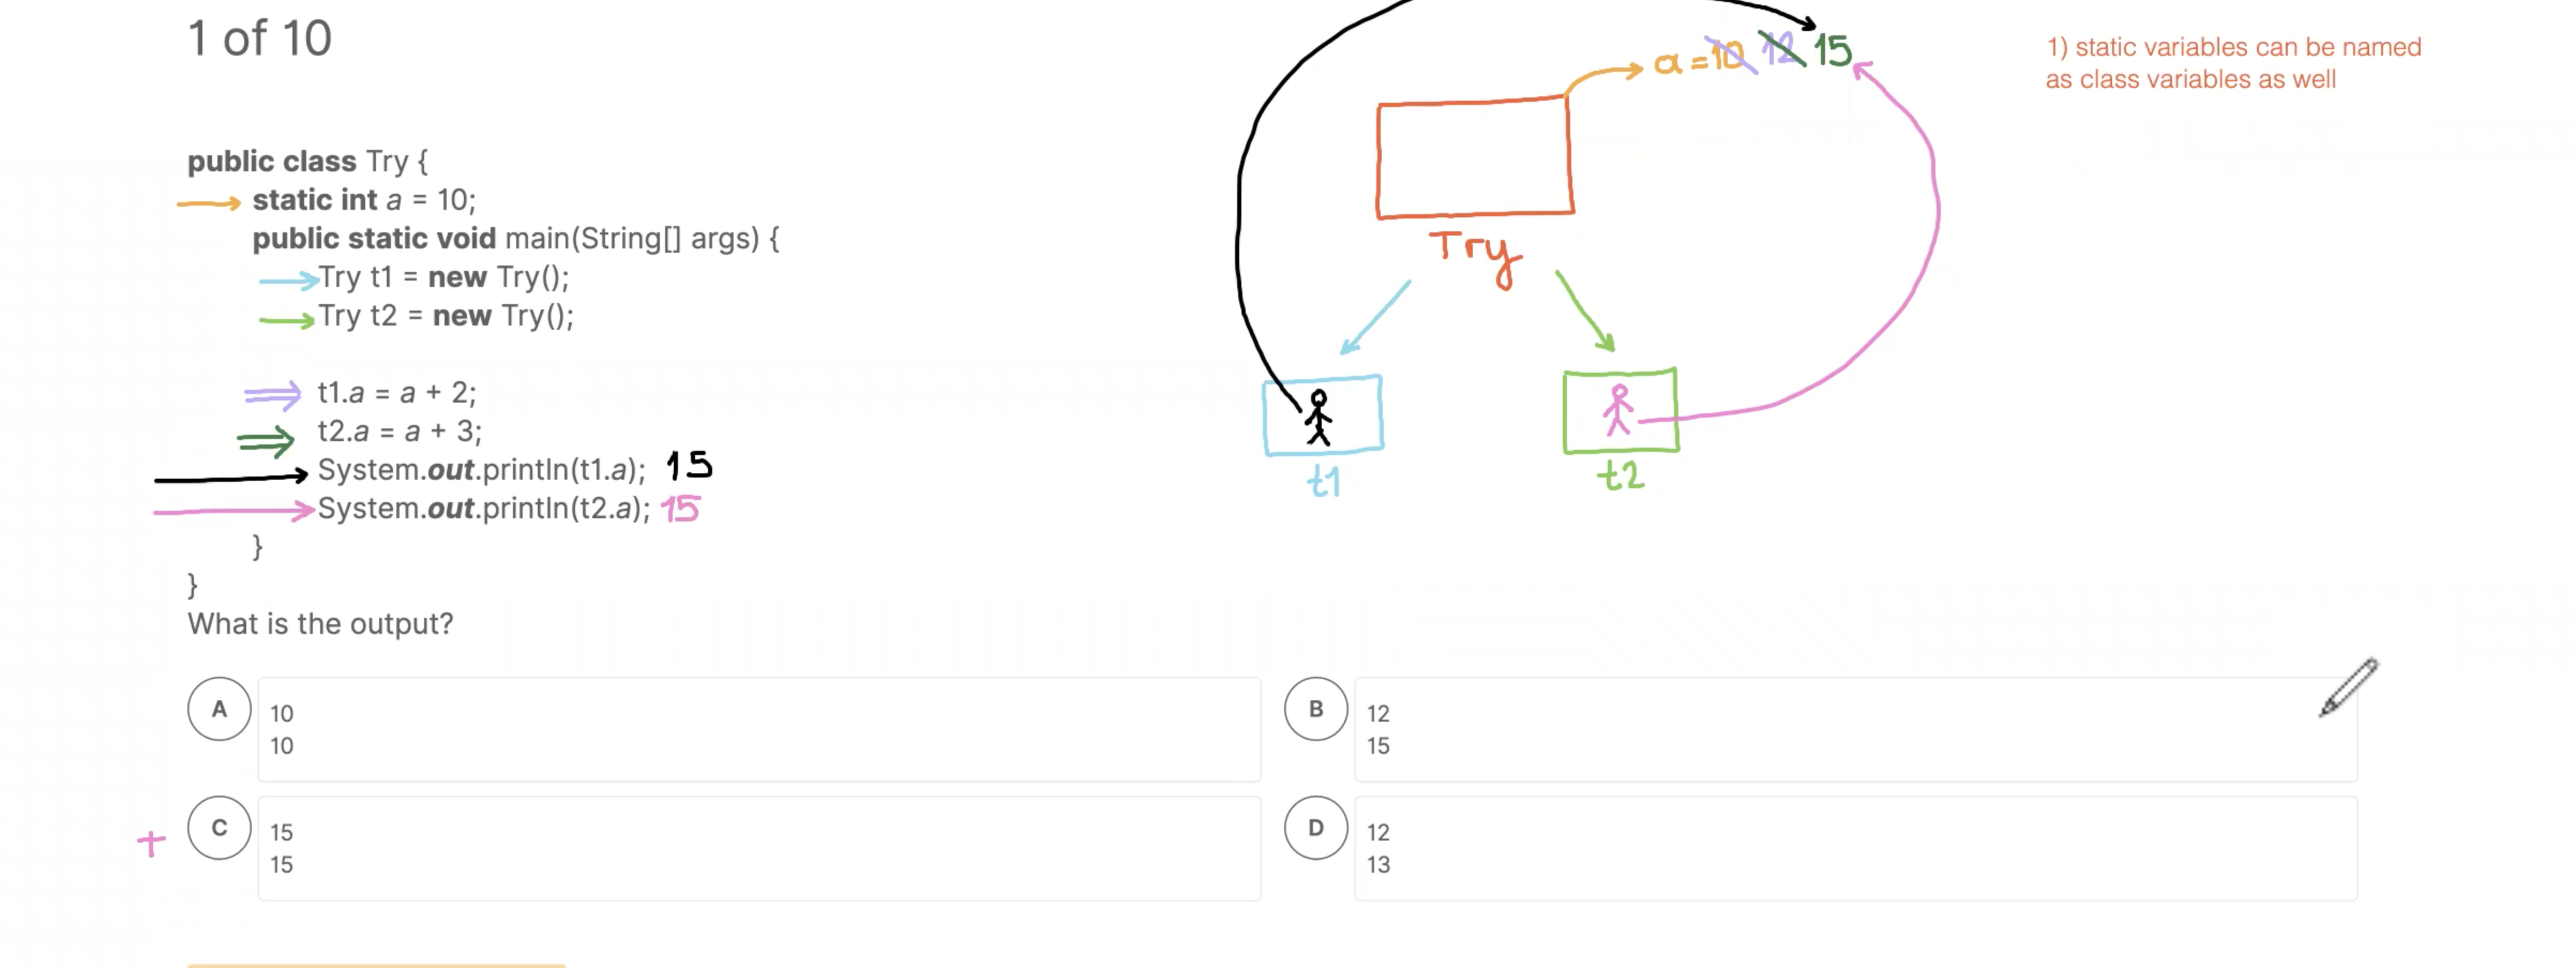 1 of 10
public class Try {
static int a = 10;
public static void main(String[] args) {
Try t1 = new Try();
Try t2 = new Try();
t1.a = a + 2;
t2.a = a + 3;
System.out.println(t1.a); 15
System.out.println(t2.a); 15
}
}
What is the output?
A
10
10
B
12
15
+ C
15
15
D
12
13
a = 10 12 15
Try
t1
t2
1) static variables can be named
as class variables as well